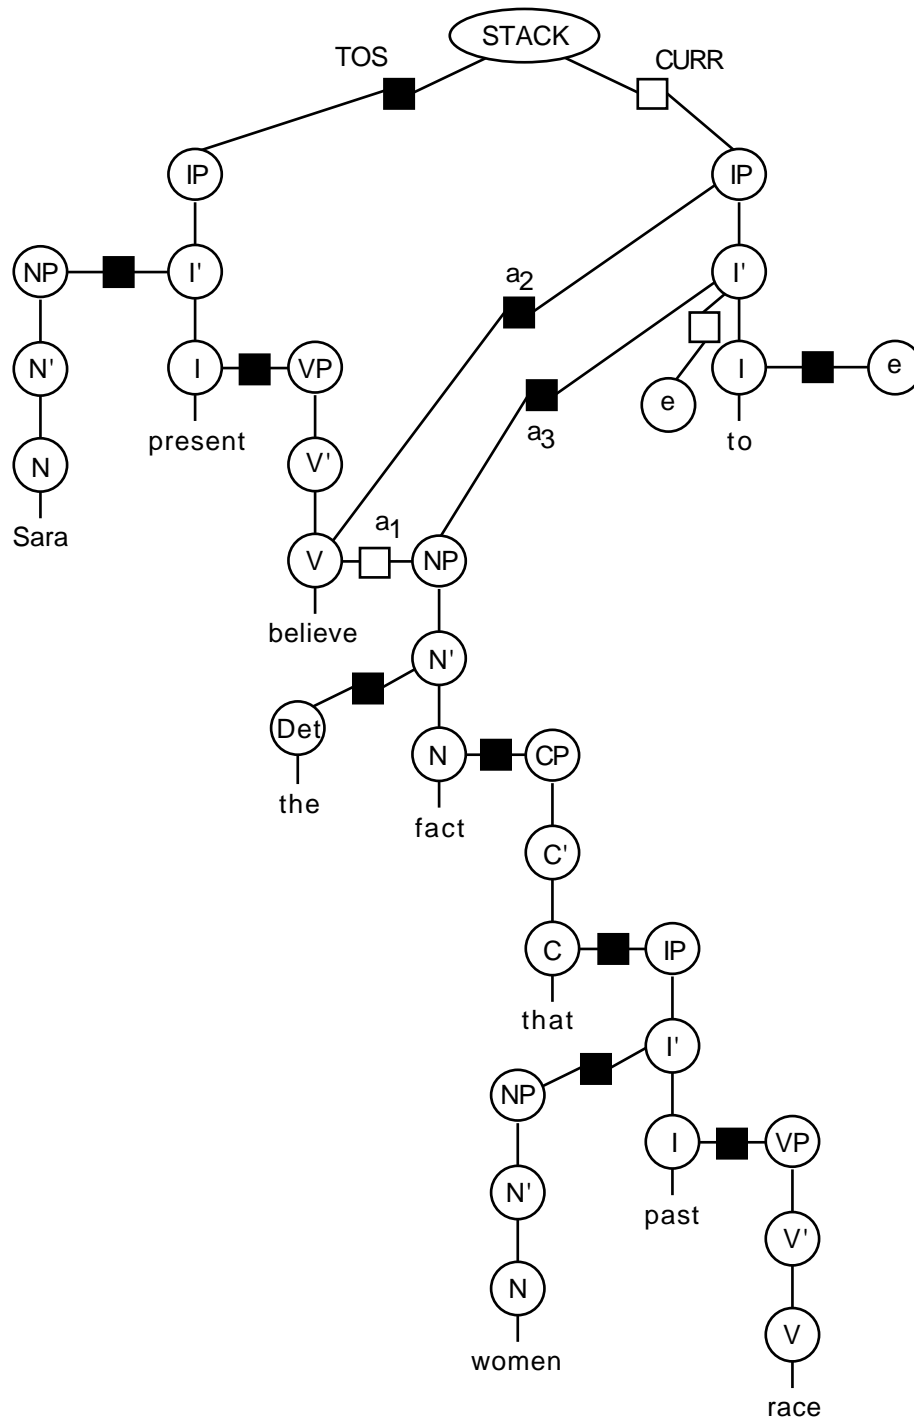 STACK
TOS
CURR
IP
IP
NP
I'
a2
I'
N'
I
VP
e
I
e
a3
present
to
N
V'
Sara
a1
V
NP
believe
N'
Det
N
CP
the
fact
C'
C
IP
that
I'
NP
I
VP
N'
past
V'
N
V
women
race